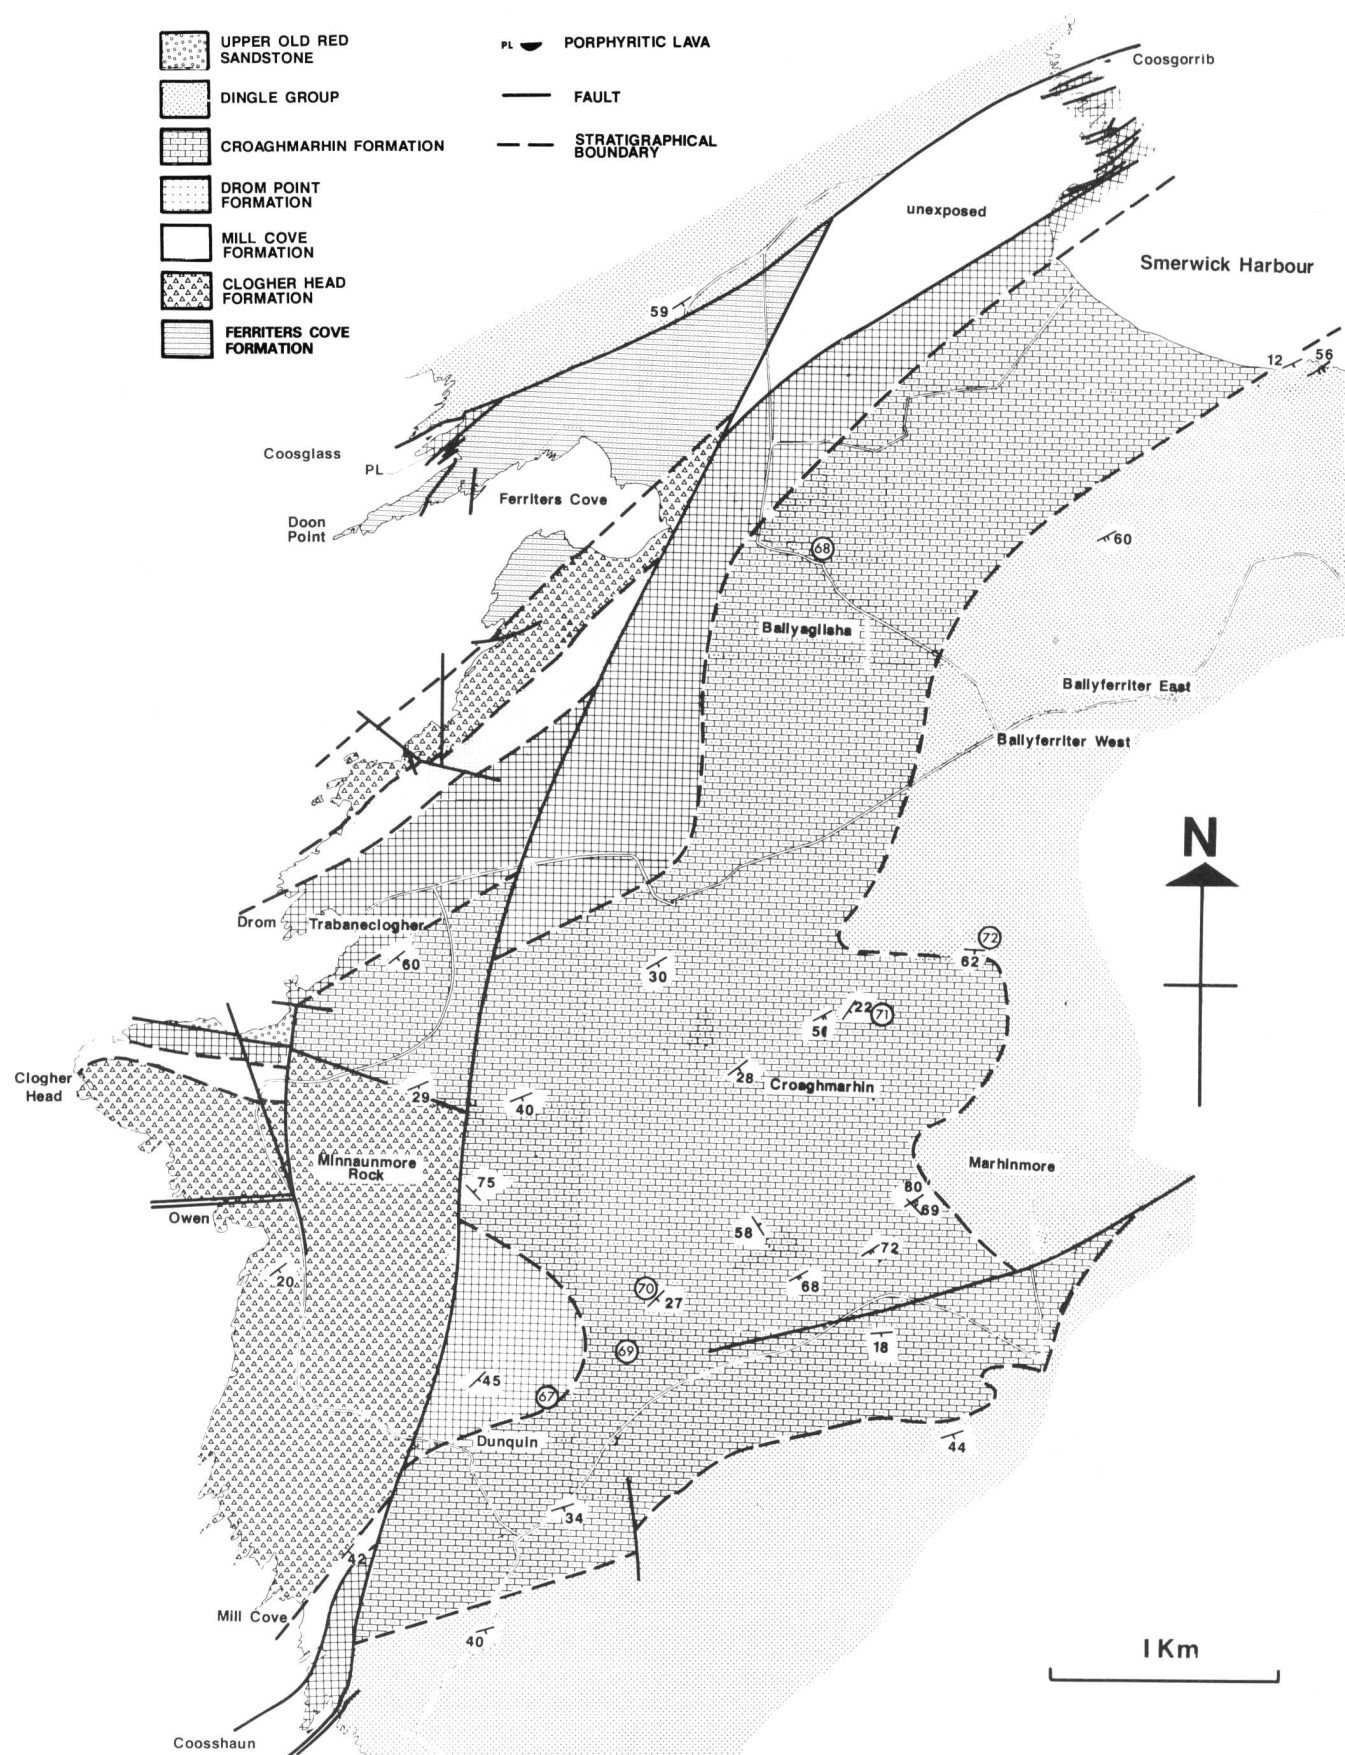 UPPER OLD RED
SANDSTONE
DINGLE GROUP
CROAGHMARHIN FORMATION
DROM POINT
FORMATION
MILL COVE
FORMATION
CLOGHER HEAD
FORMATION
FERRITERS COVE
FORMATION
PL PORPHYRITIC LAVA
FAULT
STRATIGRAPHICAL
BOUNDARY
Coosgorrib
unexposed
Smerwick Harbour
59
12
56
Coosglass
PL
Ferriters Cove
Doon
Point
68
60
Ballyaglisha
Ballyferriter East
Ballyferriter West
N
Drom
Trabaneclogher
72
62
60
30
22
71
56
Clogher
Head
28
Croaghmarhin
29
40
Minnaunmore
Rock
Marhinmore
75
80
69
Owen
58
72
20
68
70
27
18
69
45
67
Dunquin
44
34
42
Mill Cove
40
1 Km
Coosshaun